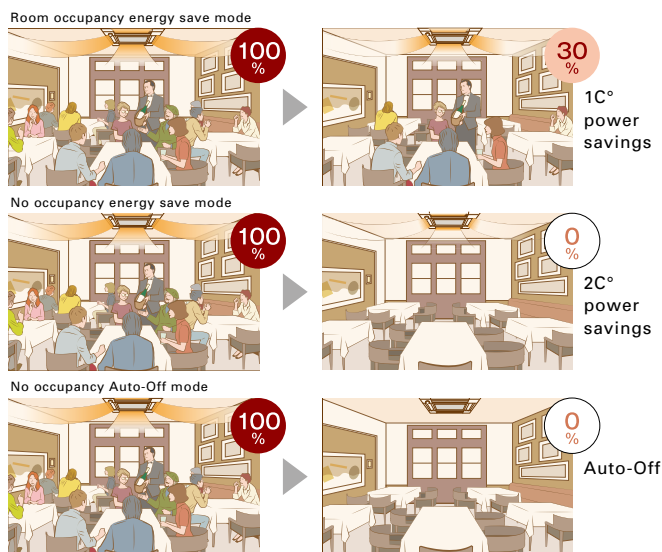 Room occupancy energy save mode
100
%
30
%
1C°
power
savings
No occupancy energy save mode
100
%
0
%
2C°
power
savings
No occupancy Auto-Off mode
100
%
0
%
Auto-Off